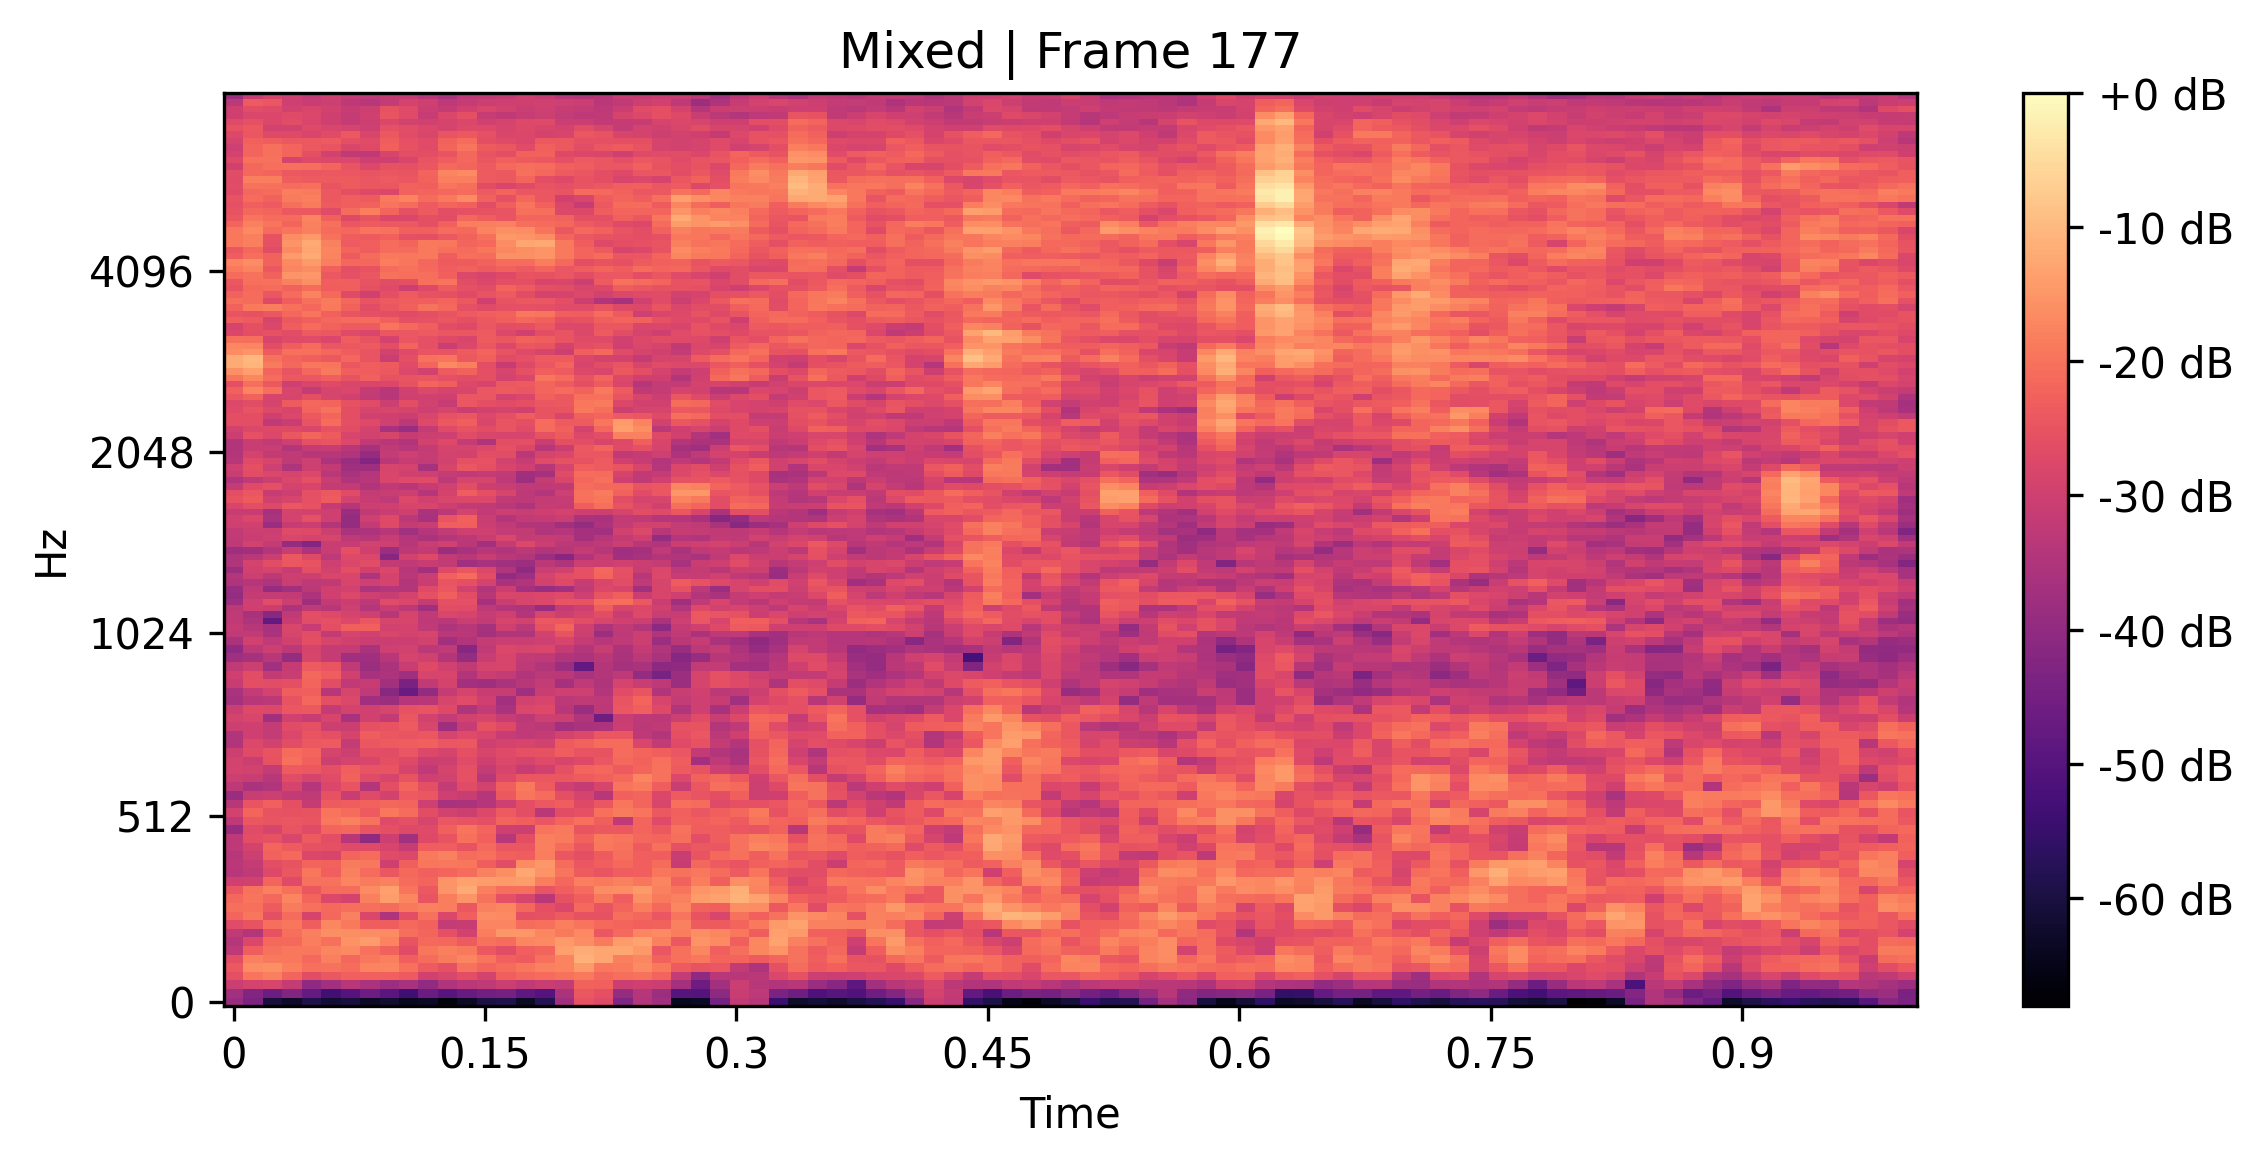 Mixed | Frame 177
+0 dB
-10 dB
-20 dB
-30 dB
-40 dB
-50 dB
-60 dB
Hz
4096
2048
1024
512
0
0 0.15 0.3 0.45 0.6 0.75 0.9
Time